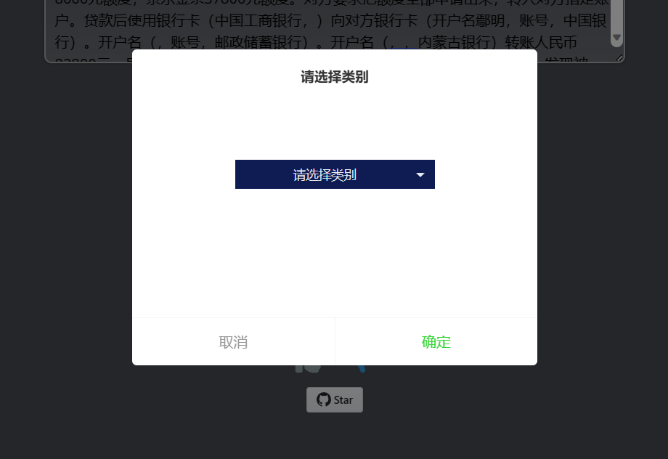 户。贷款后使用银行卡（中国工商银行，）向对方银行卡（开户名鄢明，账号，中国银
行）。开户名（，账号，邮政储蓄银行）。开户名（，，内蒙古银行）转账人民币
请选择类别
请选择类别
取消
确定
Star